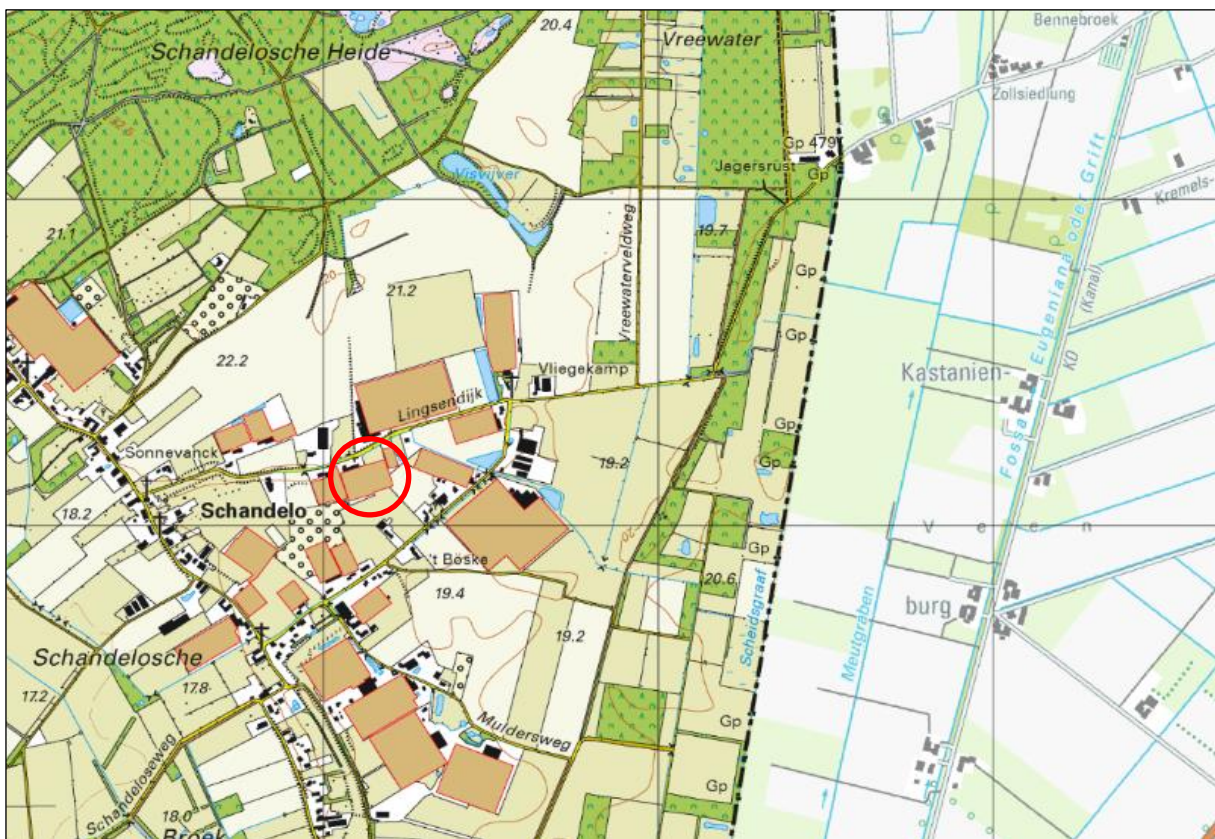 Bennebroek
20.4
Vreewater
Schandelosche Heide
Zollsiedlung
Gp 479
Jagersrust
Gp
Visvijver
Kremels-
21.1
19.7
Vreewaterveldweg
Fossa Eugeniana oder Grift
(Kanal)
Gp
20
21.2
Gp
KD
22.2
Vliegekamp
Kastanien-
Lingsendijk
Gp
Sonnevanck
19.2
Gp
Schandelo
18.2
20
Gp
V e e n
't Böske
20.6
19.4
Scheidsgraaf
Meutgraben
burg
19.2
Schandelosche
17.2
17.8
Muldersweg
Gp
Schandeloseweg
Gp
18.0
Broek